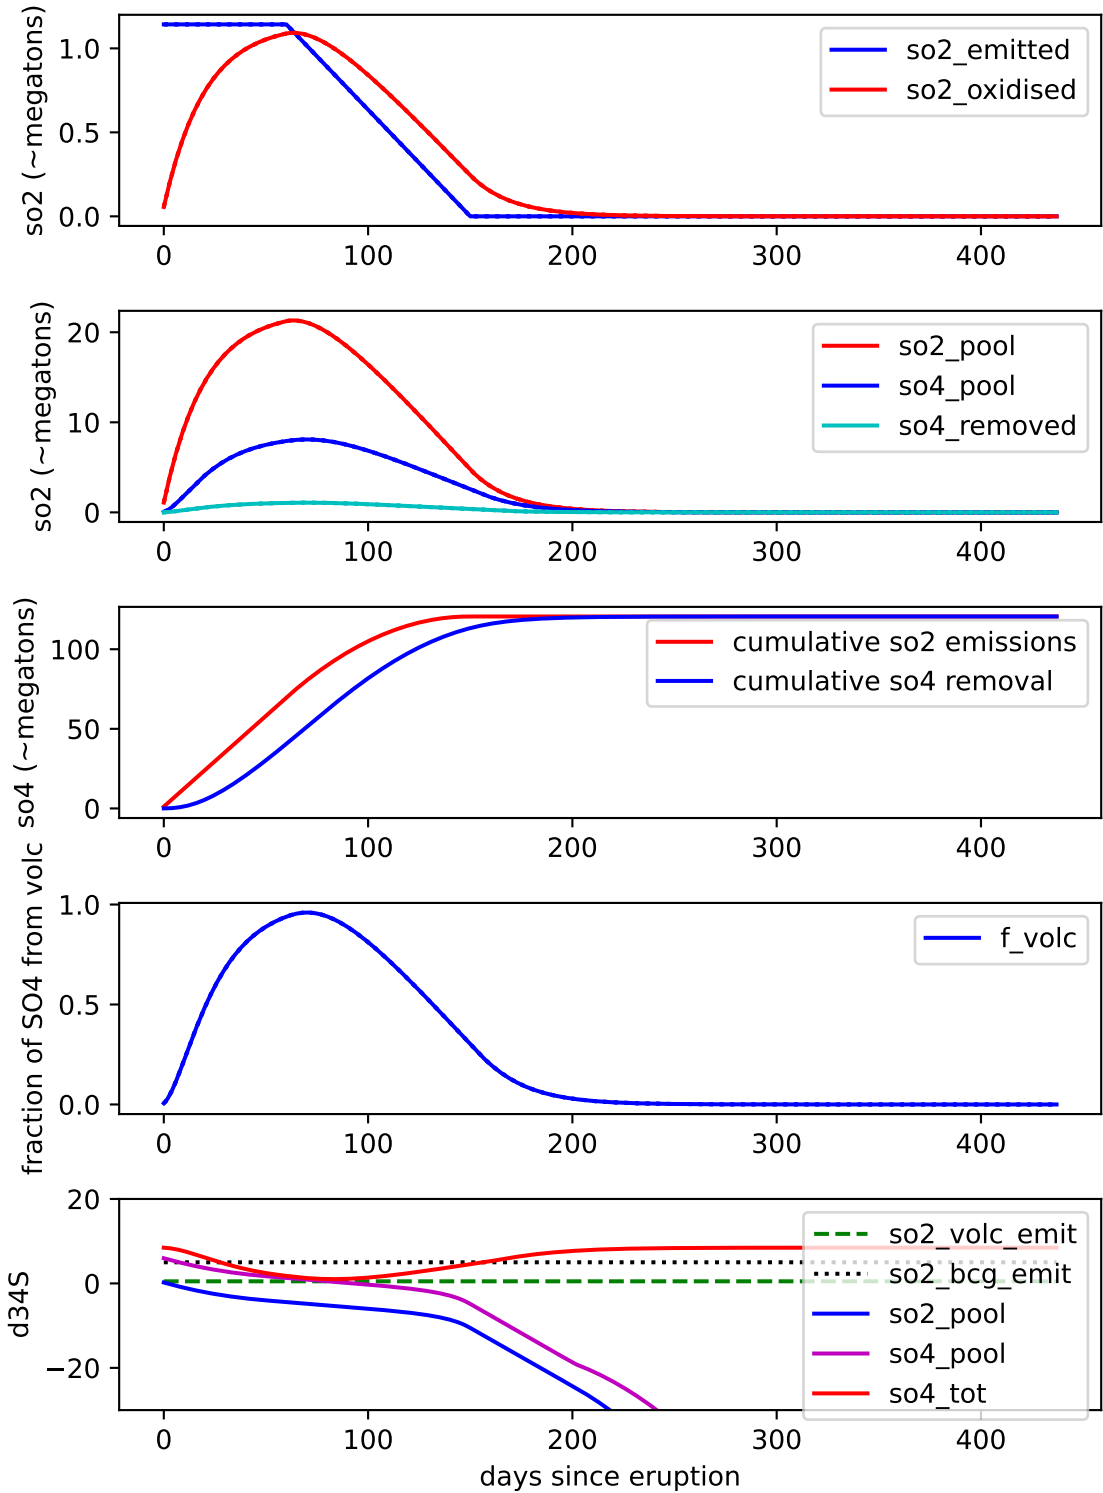 so2 (~megatons)
1.0
0.5
0.0
so2_emitted
so2_oxidised
0 100 200 300 400
so2 (~megatons)
20
10
0
so2_pool
so4_pool
so4_removed
0 100 200 300 400
so4 (~megatons)
100
50
0
cumulative so2 emissions
cumulative so4 removal
0 100 200 300 400
fraction of SO4 from volc
1.0
0.5
0.0
f_volc
0 100 200 300 400
d34S
20
0
−20
so2_volc_emit
so2_bcg_emit
so2_pool
so4_pool
so4_tot
0 100 200 300 400
days since eruption